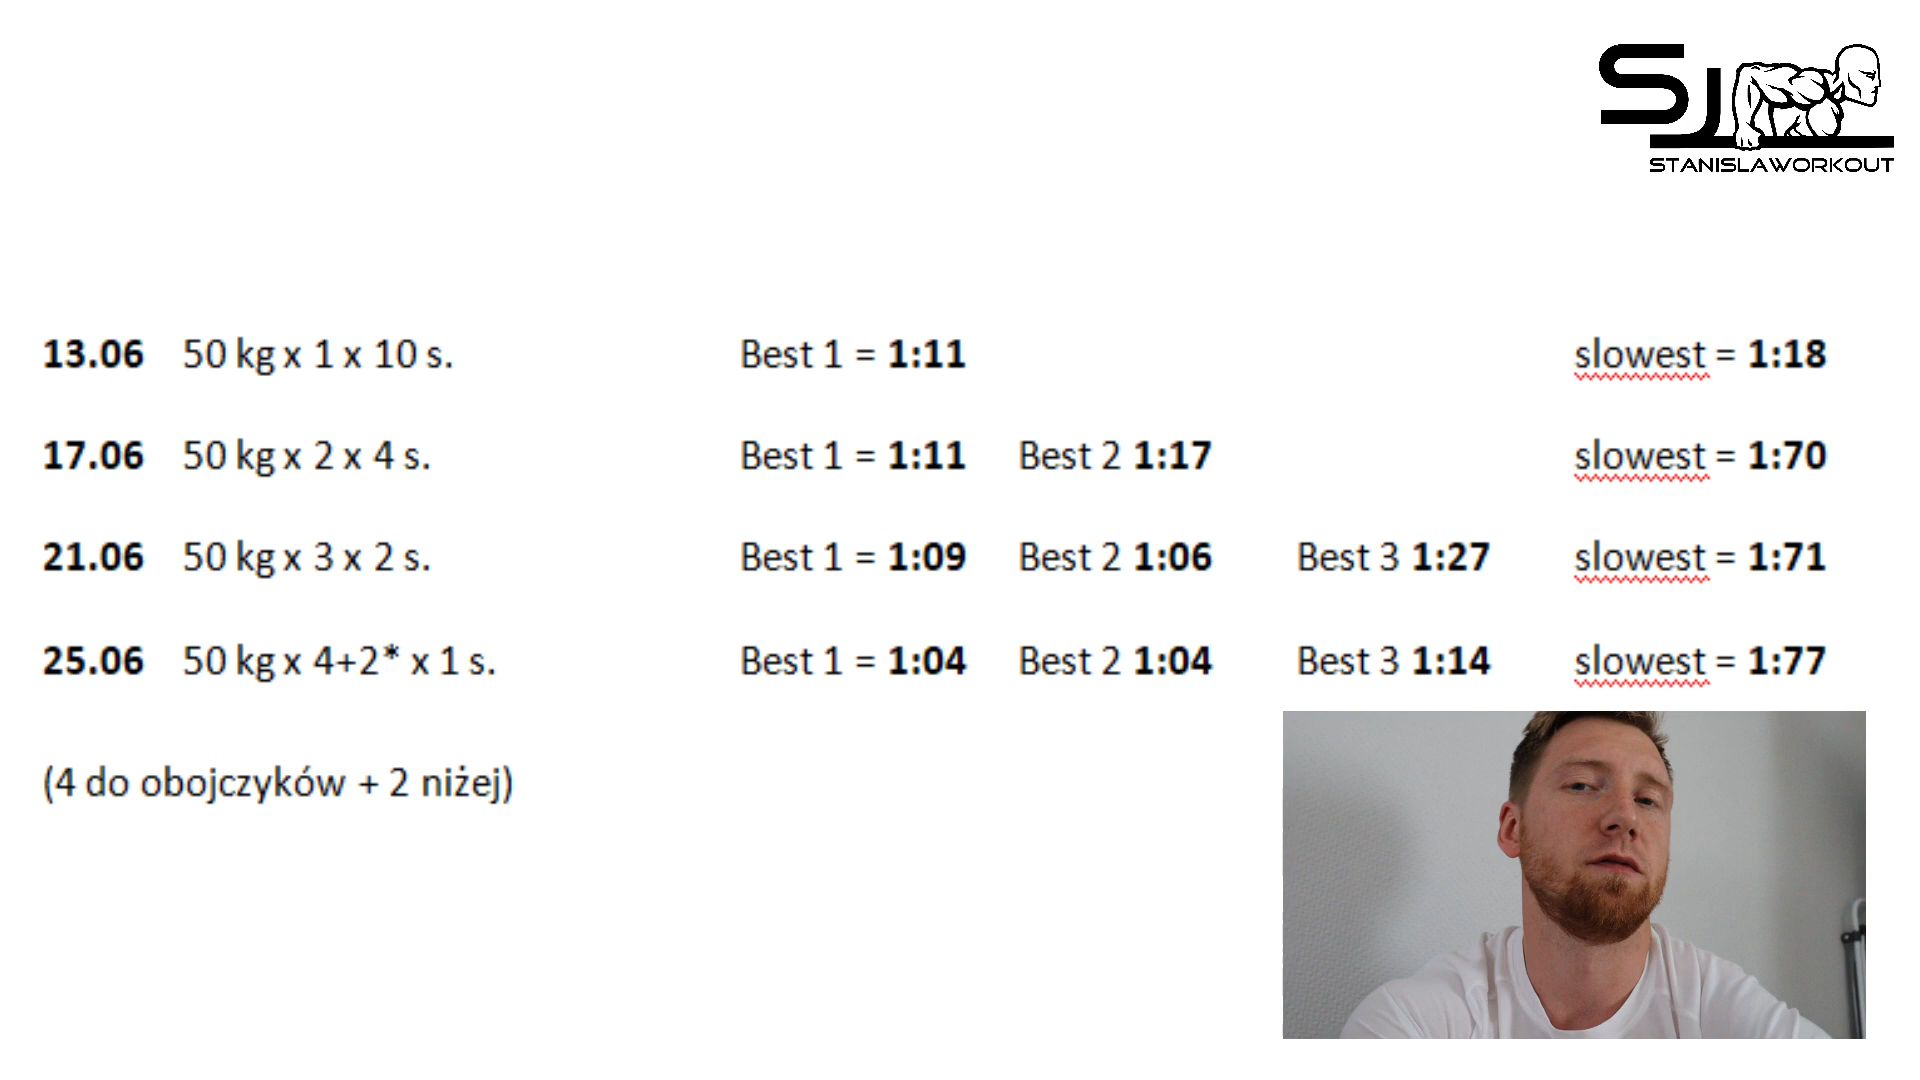 SJ
STANISLAWORKOUT
13.06 50 kg x 1 x 10 s. Best 1 = 1:11 slowest = 1:18
17.06 50 kg x 2 x 4 s. Best 1 = 1:11 Best 2 1:17 slowest = 1:70
21.06 50 kg x 3 x 2 s. Best 1 = 1:09 Best 2 1:06 Best 3 1:27 slowest = 1:71
25.06 50 kg x 4+2* x 1 s. Best 1 = 1:04 Best 2 1:04 Best 3 1:14 slowest = 1:77
(4 do obojczyków + 2 niżej)